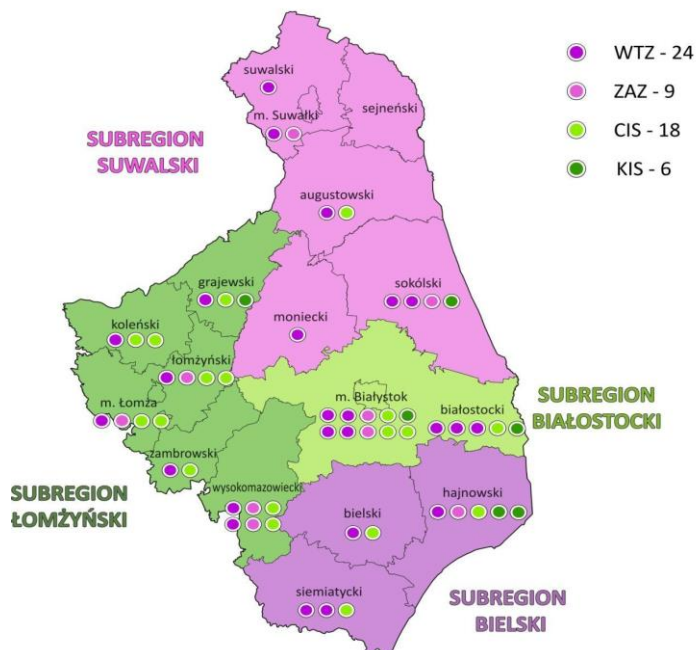 suwalski
WTZ - 24
m. Suwałki
sejneński
ZAZ - 9
CIS - 18
KIS - 6
SUBREGION
SUWALSKI
augustowski
grajewski
sokólski
moniecki
koleński
łomżyński
m. Łomża
m. Białystok
białostocki
SUBREGION
BIAŁOSTOCKI
zambrowski
wysokomazowiecki
SUBREGION
ŁOMŻYŃSKI
bielski
hajnowski
siemiatycki
SUBREGION
BIELSKI